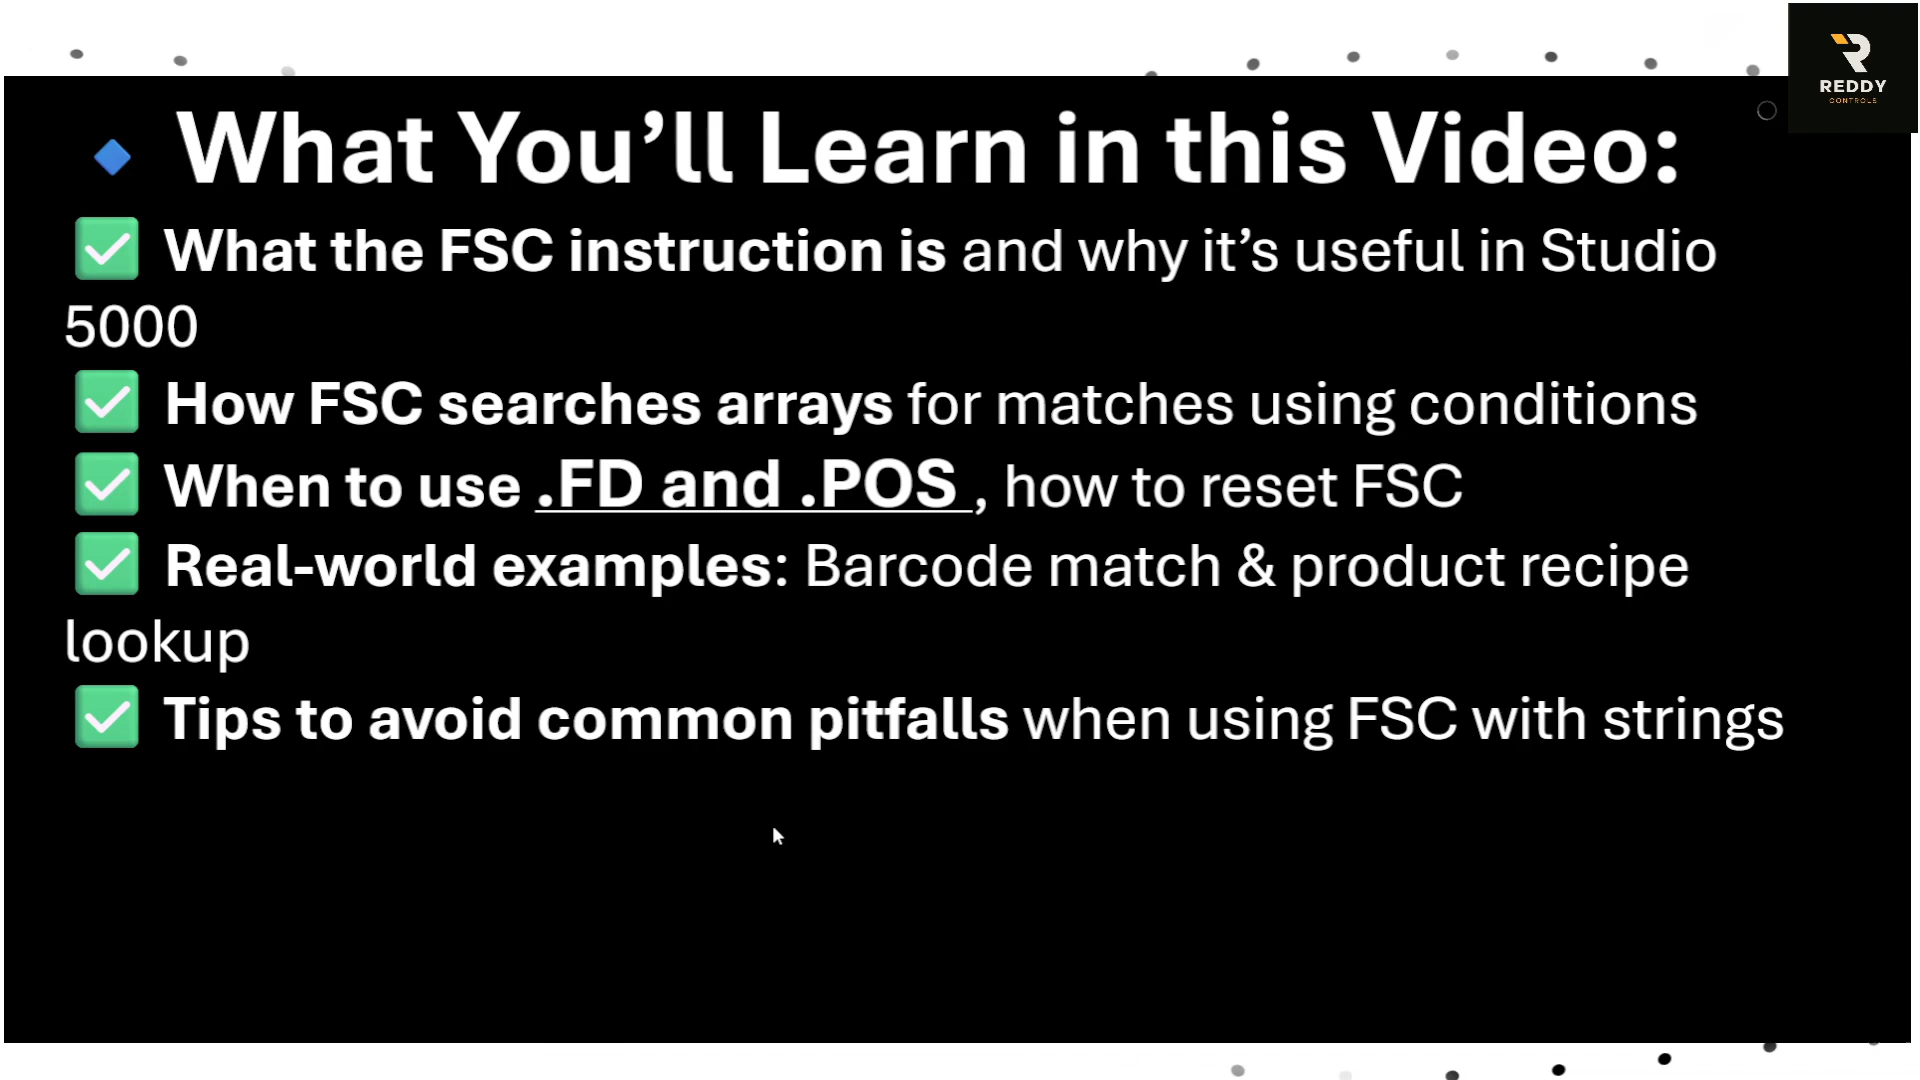 REDDY
CONTROLS
What You’ll Learn in this Video:
What the FSC instruction is and why it’s useful in Studio
5000
How FSC searches arrays for matches using conditions
When to use .FD and .POS , how to reset FSC
Real-world examples: Barcode match & product recipe
lookup
Tips to avoid common pitfalls when using FSC with strings